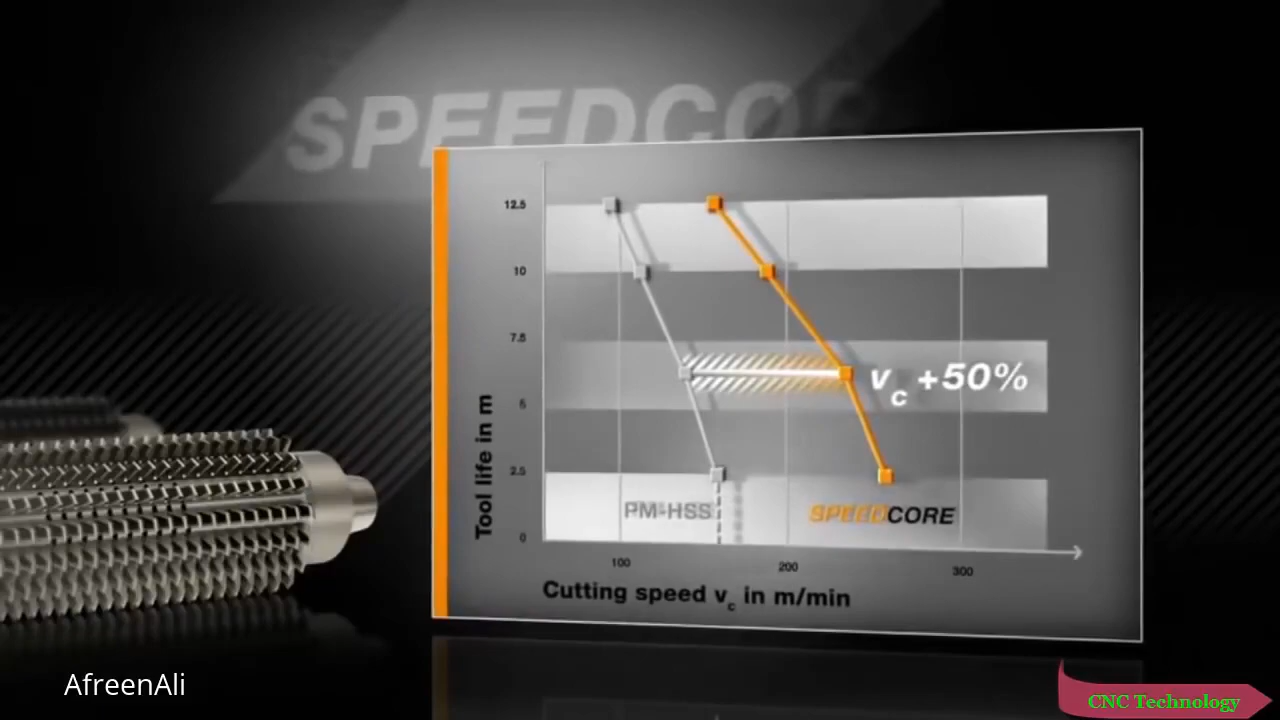 SPEEDCOR
12.5
10
7.5
5
2.5
0
Tool life in m
vc +50%
PM-HSS
SPEEDCORE
100 200 300
Cutting speed vc in m/min
AfreenAli
CNC Technology